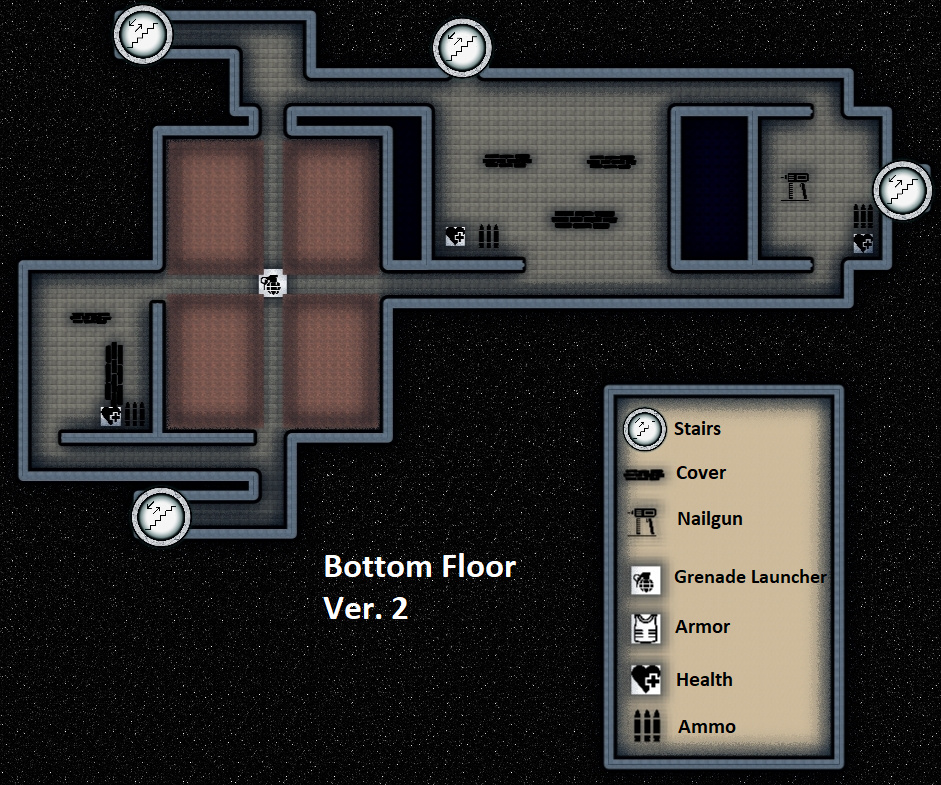 Stairs
Cover
Nailgun
Grenade Launcher
Armor
Health
Ammo
Bottom Floor
Ver. 2